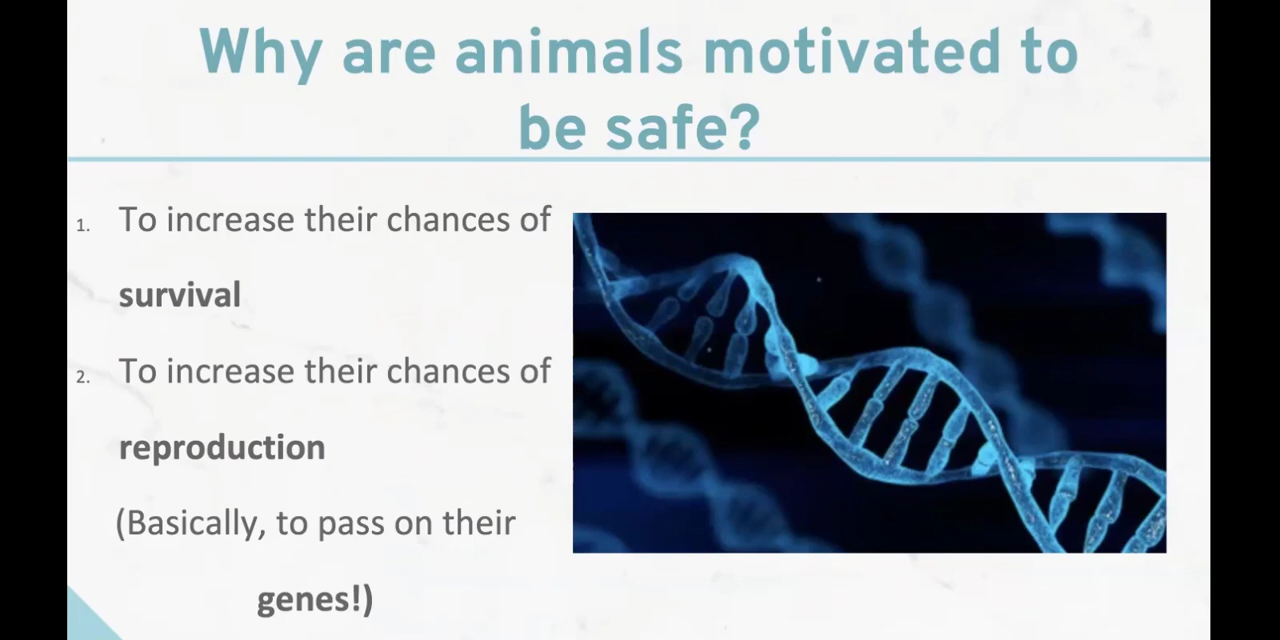 Why are animals motivated to
be safe?
1. To increase their chances of
survival
2. To increase their chances of
reproduction
(Basically, to pass on their
genes!)